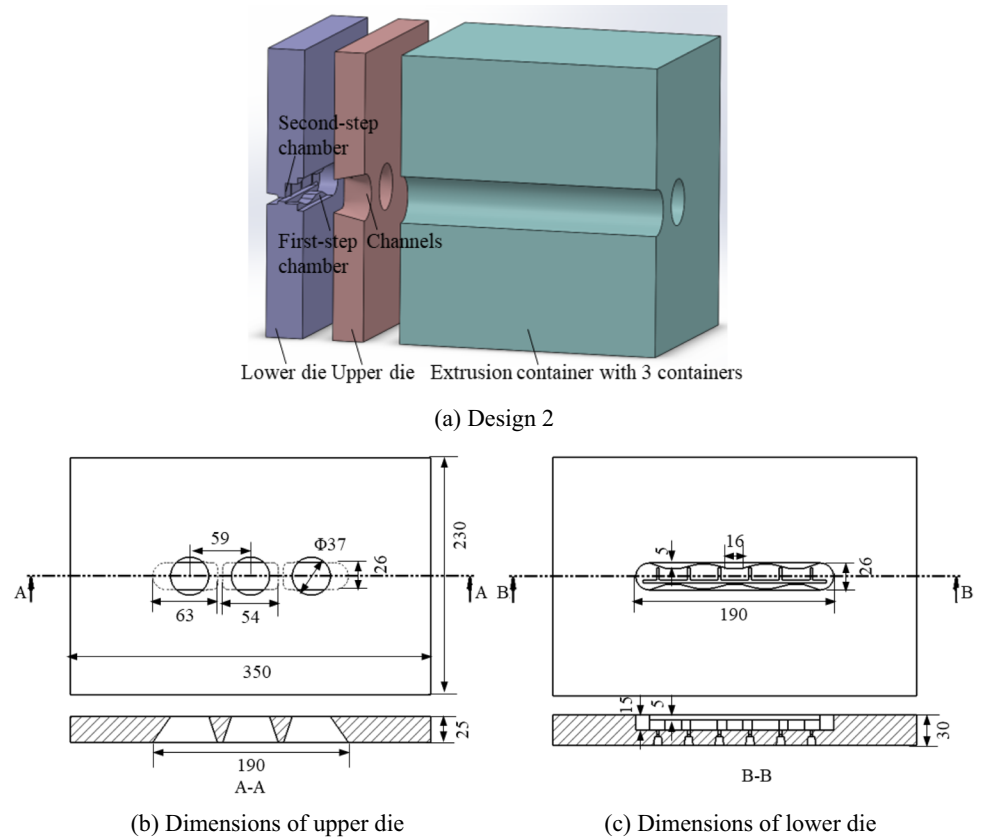 Second-step
chamber
First-step Channels
chamber
Lower die Upper die Extrusion container with 3 containers
(a) Design 2
59
Φ37
26
230
A
A
63
54
350
25
190
A-A
16
5
26
B
B
190
15
5
30
B-B
(b) Dimensions of upper die
(c) Dimensions of lower die